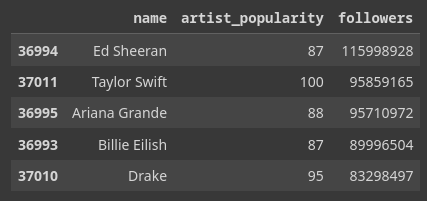 name artist_popularity followers
36994 Ed Sheeran 87 115998928
37011 Taylor Swift 100 95859165
36995 Ariana Grande 88 95710972
36993 Billie Eilish 87 89996504
37010 Drake 95 83298497